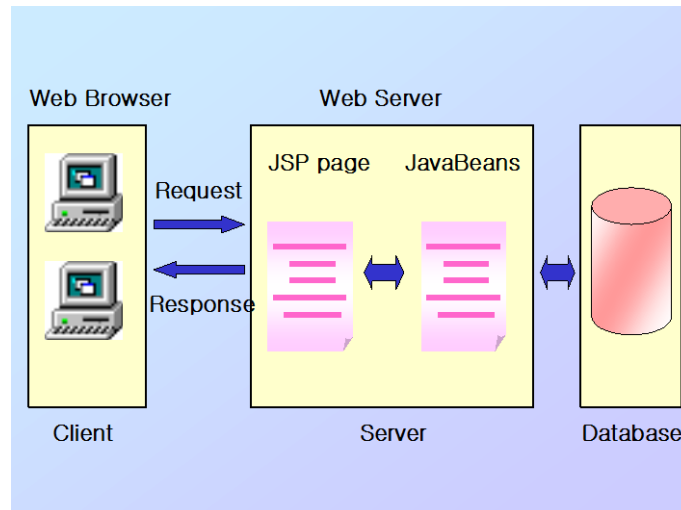 Web Browser
Web Server
JSP page
JavaBeans
Request
Response
Client
Server
Database